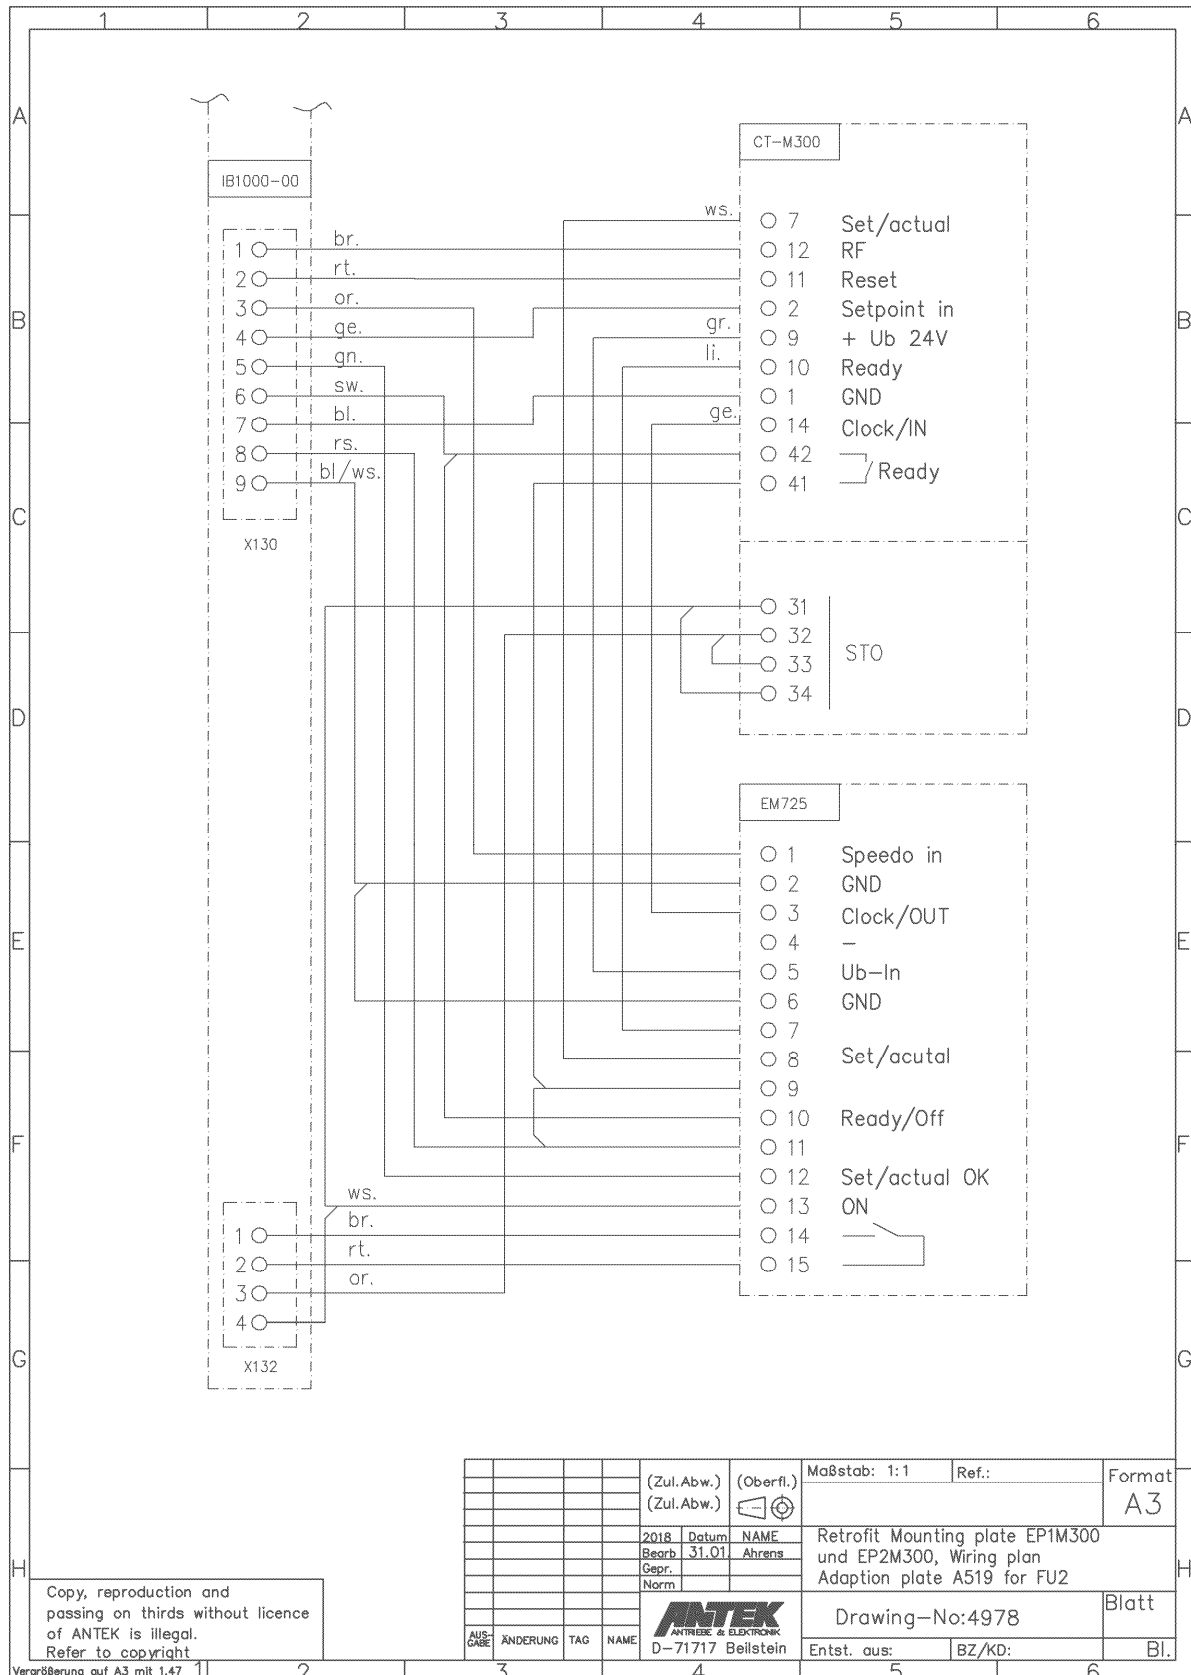 1 2 3 4 5 6
A A
B B
C C
D D
E E
F F
G G
H H
IB1000-00
1 br.
2 rt.
3 or.
4 ge.
5 gn.
6 sw.
7 bl.
8 rs.
9 bl/ws.
X130
CT-M300
ws. 7 Set/actual
12 RF
11 Reset
2 Setpoint in
gr. 9 + Ub 24V
li. 10 Ready
1 GND
ge. 14 Clock/IN
42
41
Ready
31
32
33
34
STO
EM725
1 Speedo in
2 GND
3 Clock/OUT
4 -
5 Ub-In
6 GND
7
8 Set/acutal
9
10 Ready/Off
11
12 Set/actual OK
13 ON
14
15
ws.
br.
rt.
or.
1
2
3
4
X132
Copy, reproduction and
passing on thirds without licence
of ANTEK is illegal.
Refer to copyright
Vergrößerung auf A3 mit 1.47
AUS-
GABE ÄNDERUNG TAG NAME
(Zul.Abw.) (Oberfl.)
(Zul.Abw.)
Maßstab: 1:1 Ref.:
Format
A3
2018 Datum NAME
Bearb 31.01. Ahrens
Gepr.
Norm
Retrofit Mounting plate EP1M300
und EP2M300, Wiring plan
Adaption plate A519 for FU2
ANTEK
ANTRIEBE & ELEKTRONIK
D-71717 Beilstein
Drawing-No:4978
Blatt
Entst. aus: BZ/KD: Bl.
1 2 3 4 5 6